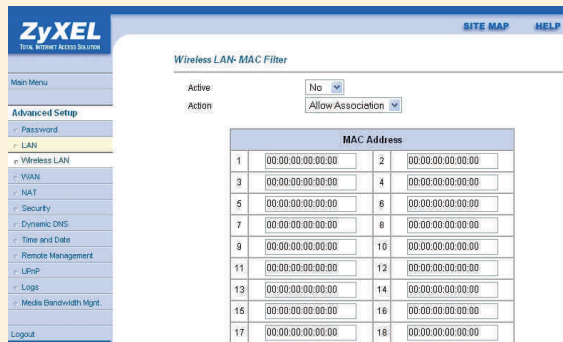 SITE MAP HELP
ZyXEL
TOTAL INTERNET ACCESS SOLUTION
Wireless LAN- MAC Filter
Main Menu
Advanced Setup
Password
LAN
Wireless LAN
WAN
NAT
Security
Dynamic DNS
Time and Date
Remote Management
UPnP
Logs
Media Bandwidth Mgnt.
Logout
Active No
Action Allow Association
MAC Address
1 00:00:00:00:00:00 2 00:00:00:00:00:00
3 00:00:00:00:00:00 4 00:00:00:00:00:00
5 00:00:00:00:00:00 6 00:00:00:00:00:00
7 00:00:00:00:00:00 8 00:00:00:00:00:00
9 00:00:00:00:00:00 10 00:00:00:00:00:00
11 00:00:00:00:00:00 12 00:00:00:00:00:00
13 00:00:00:00:00:00 14 00:00:00:00:00:00
15 00:00:00:00:00:00 16 00:00:00:00:00:00
17 00:00:00:00:00:00 18 00:00:00:00:00:00